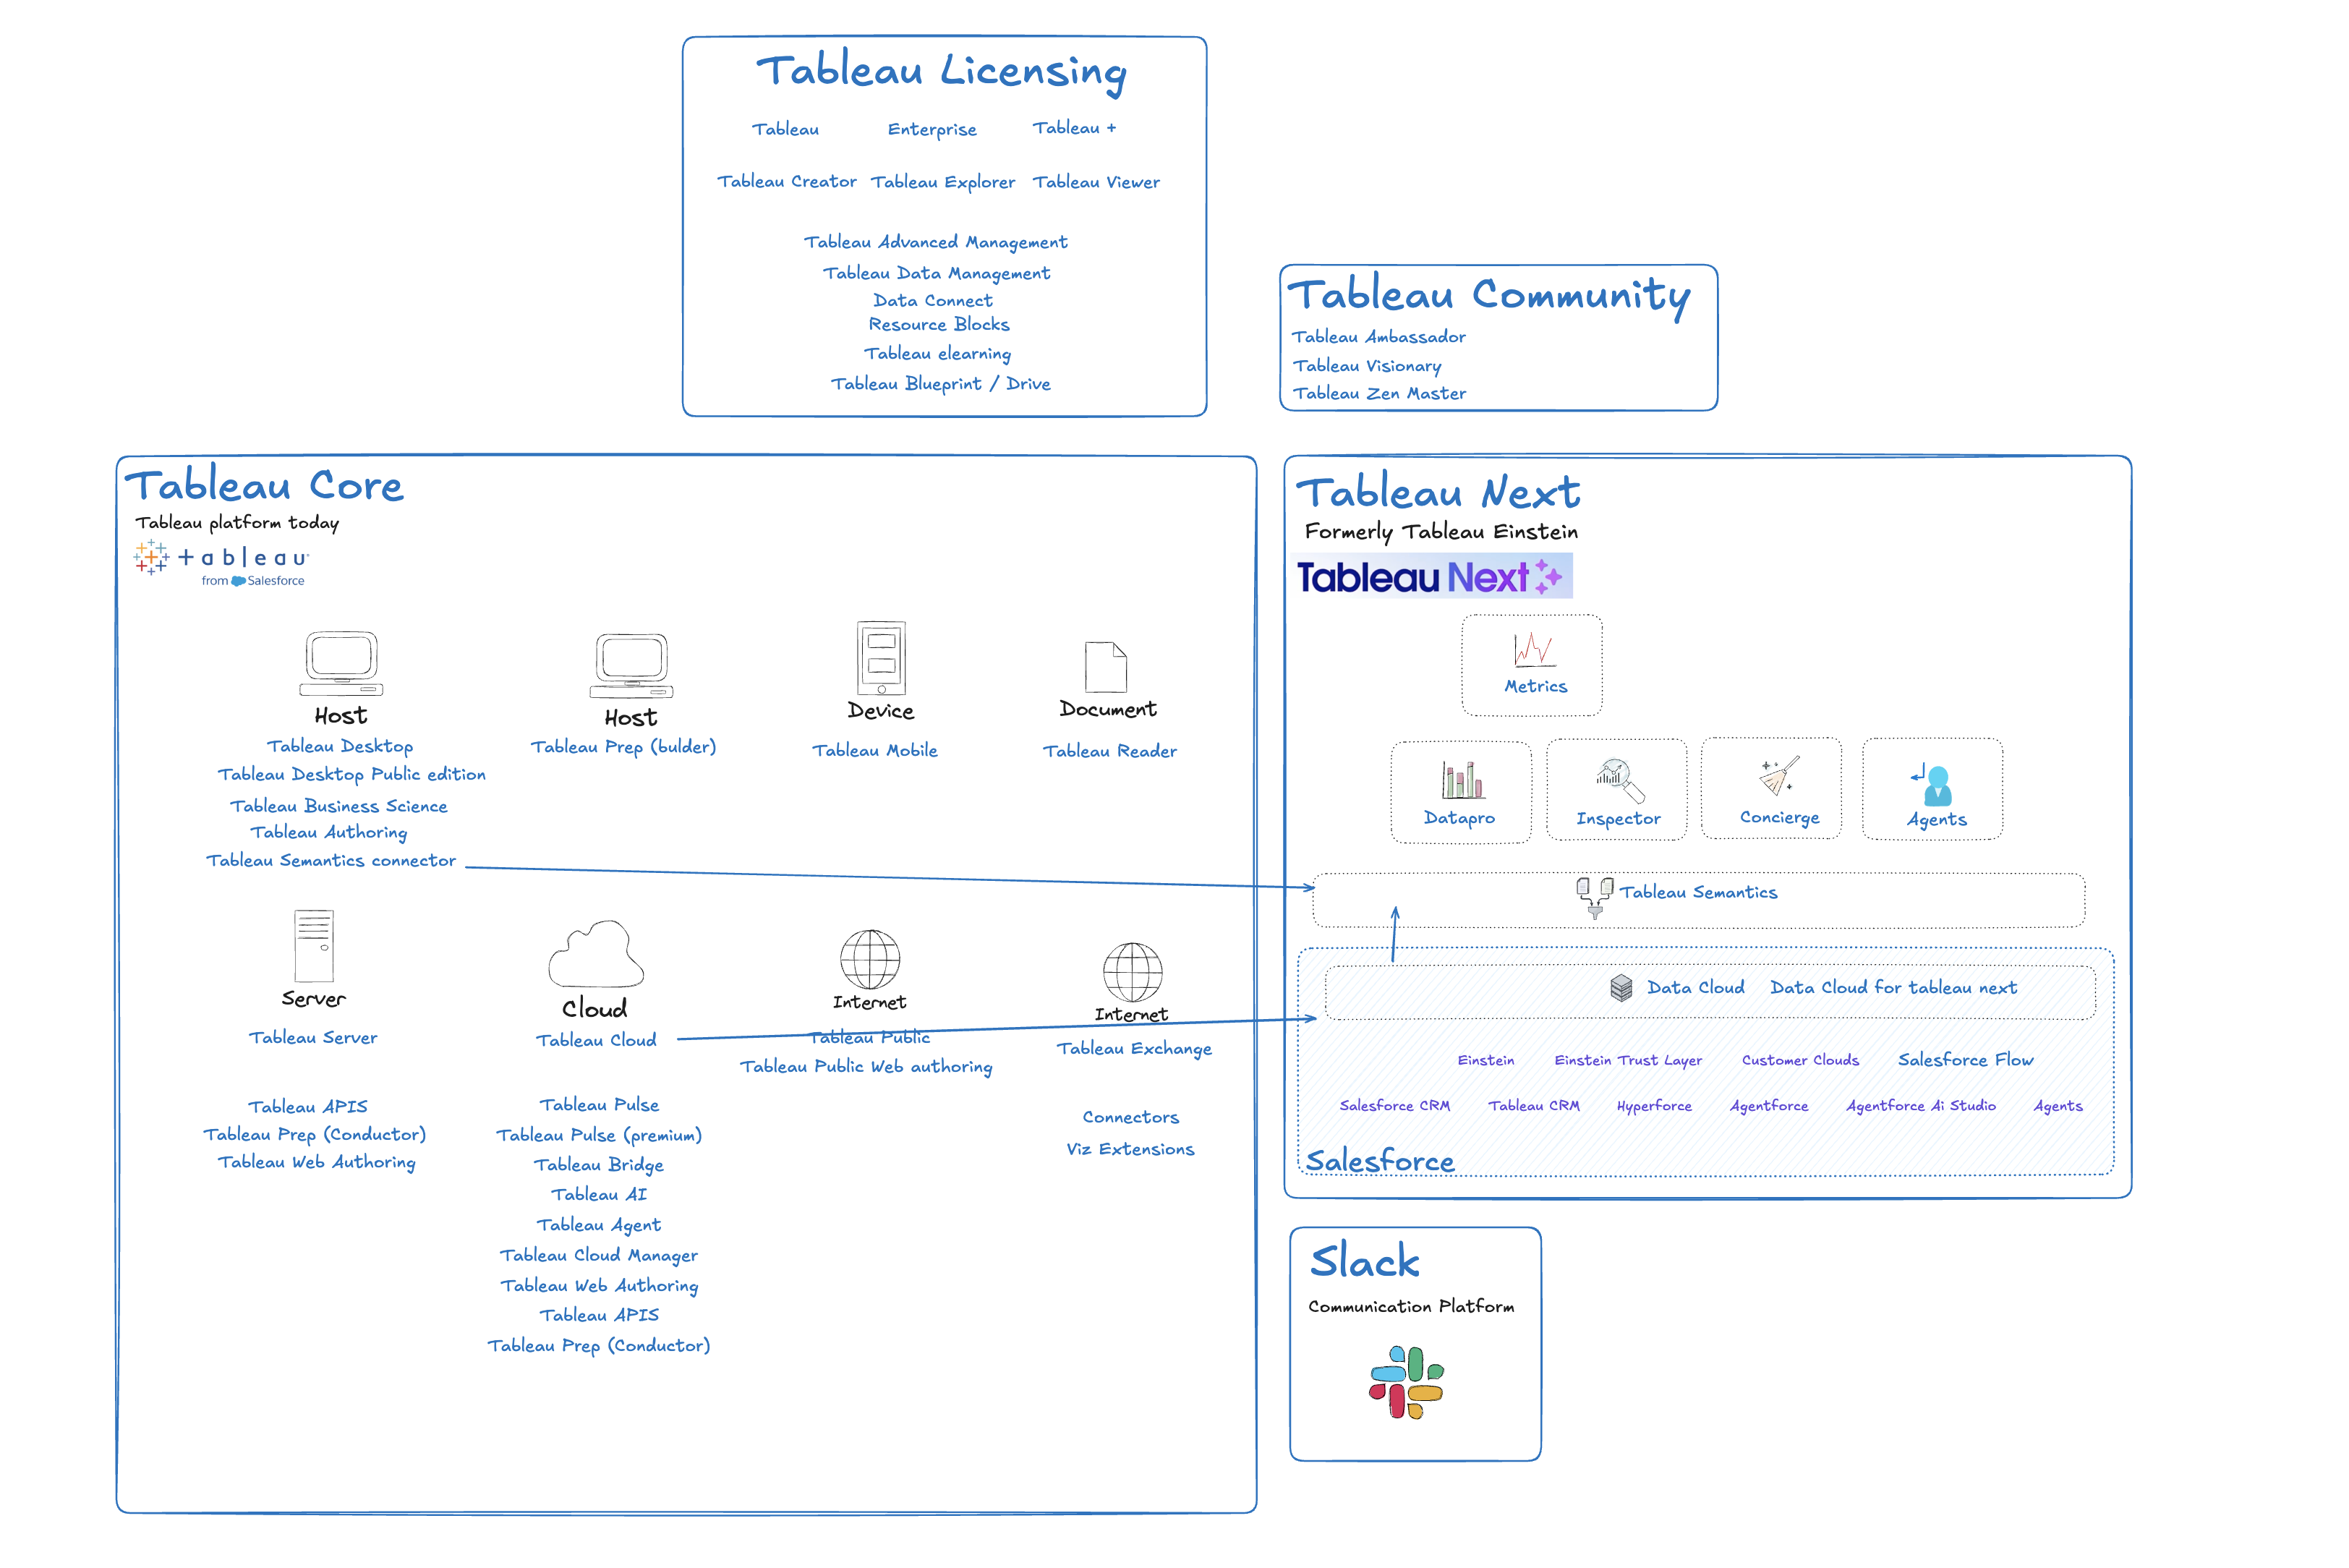 Tableau Licensing
Tableau Enterprise Tableau +
Tableau Creator Tableau Explorer Tableau Viewer
Tableau Advanced Management
Tableau Data Management
Data Connect
Resource Blocks
Tableau elearning
Tableau Blueprint / Drive
Tableau Community
Tableau Ambassador
Tableau Visionary
Tableau Zen Master
Tableau Core
Tableau platform today
+ableau
from Salesforce
Host
Tableau Desktop
Tableau Desktop Public edition
Tableau Business Science
Tableau Authoring
Tableau Semantics connector
Host
Tableau Prep (bulder)
Device
Tableau Mobile
Document
Tableau Reader
Server
Tableau Server
Tableau APIS
Tableau Prep (Conductor)
Tableau Web Authoring
Cloud
Tableau Cloud
Tableau Pulse
Tableau Pulse (premium)
Tableau Bridge
Tableau AI
Tableau Agent
Tableau Cloud Manager
Tableau Web Authoring
Tableau APIS
Tableau Prep (Conductor)
Internet
Tableau Public
Tableau Public Web authoring
Internet
Tableau Exchange
Connectors
Viz Extensions
Tableau Next
Formerly Tableau Einstein
Tableau Next
Metrics
Datapro
Inspector
Concierge
Agents
Tableau Semantics
Data Cloud Data Cloud for tableau next
Einstein Einstein Trust Layer Customer Clouds Salesforce Flow
Salesforce CRM Tableau CRM Hyperforce Agentforce Agentforce Ai Studio Agents
Salesforce
Slack
Communication Platform